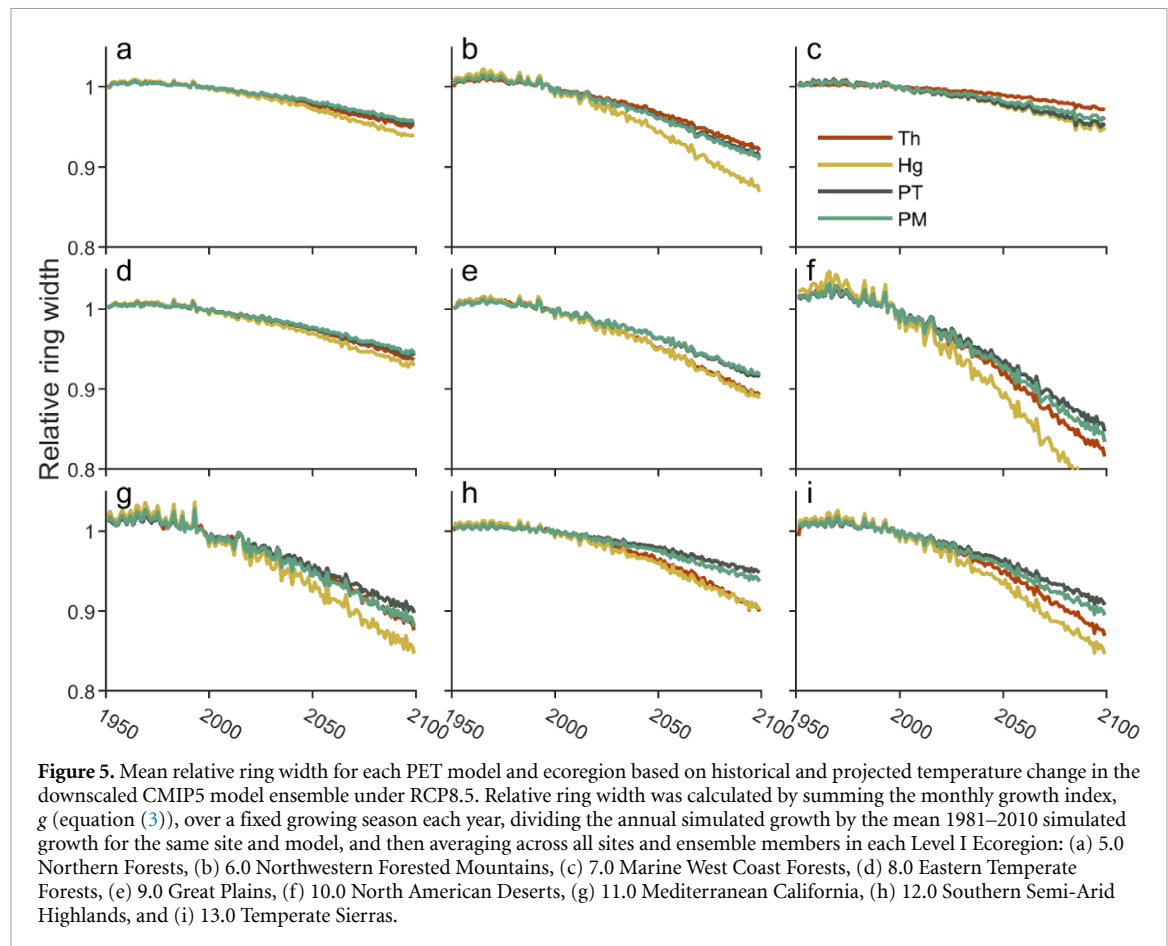 a
b
c
1
0.9
0.8
Th
Hg
PT
PM
d
e
f
1
0.9
0.8
Relative ring width
g
h
i
1
0.9
0.8
1950
2000
2050
2100
1950
2000
2050
2100
1950
2000
2050
2100
Figure 5. Mean relative ring width for each PET model and ecoregion based on historical and projected temperature change in the
downscaled CMIP5 model ensemble under RCP8.5. Relative ring width was calculated by summing the monthly growth index,
g (equation (3)), over a fixed growing season each year, dividing the annual simulated growth by the mean 1981–2010 simulated
growth for the same site and model, and then averaging across all sites and ensemble members in each Level I Ecoregion: (a) 5.0
Northern Forests, (b) 6.0 Northwestern Forested Mountains, (c) 7.0 Marine West Coast Forests, (d) 8.0 Eastern Temperate
Forests, (e) 9.0 Great Plains, (f) 10.0 North American Deserts, (g) 11.0 Mediterranean California, (h) 12.0 Southern Semi-Arid
Highlands, and (i) 13.0 Temperate Sierras.